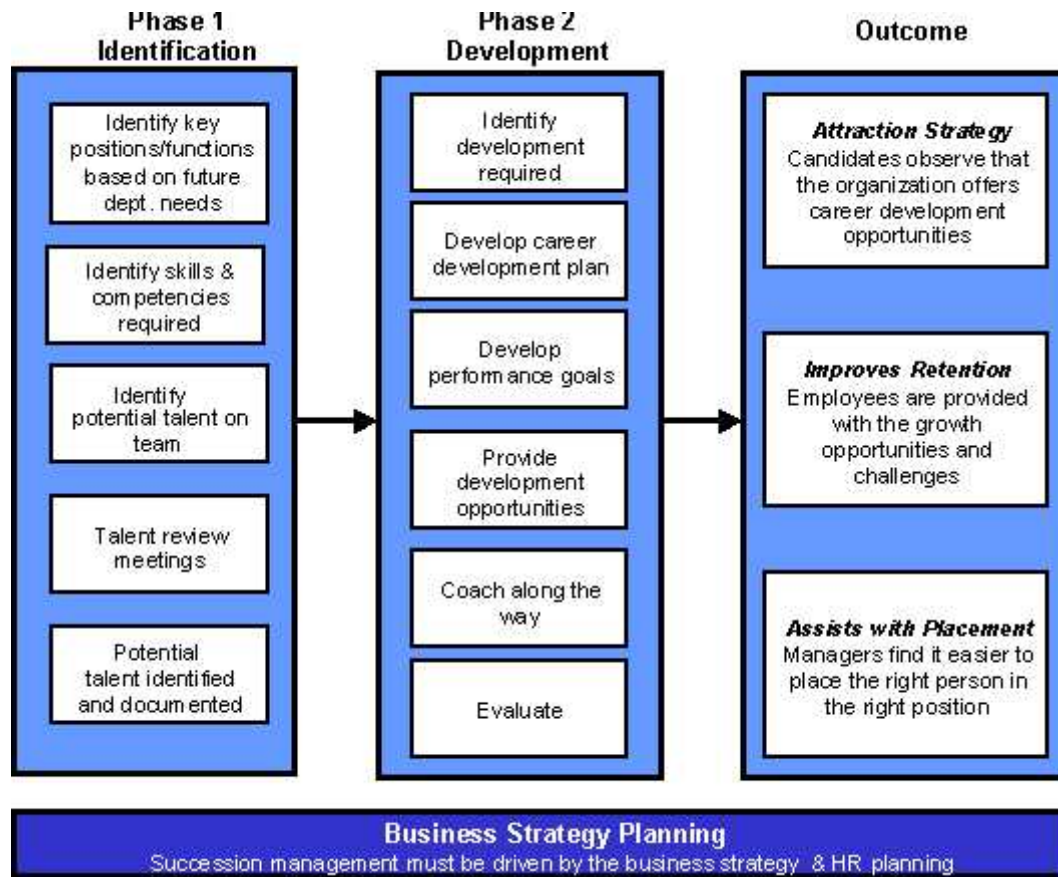 Phase 1
Identification
Identify key
positions/functions
based on future
dept. needs
Identify skills &
competencies
required
Identify
potential talent on
team
Talent review
meetings
Potential
talent identified
and documented
Phase 2
Development
Identify
development
required
Develop career
development plan
Develop
performance goals
Provide
development
opportunities
Coach along the
way
Evaluate
Outcome
Attraction Strategy
Candidates observe that
the organization offers
career development
opportunities
Improves Retention
Employees are provided
with the growth
opportunities and
challenges
Assists with Placement
Managers find it easier to
place the right person in
the right position
Business Strategy Planning
Succession management must be driven by the business strategy & HR planning